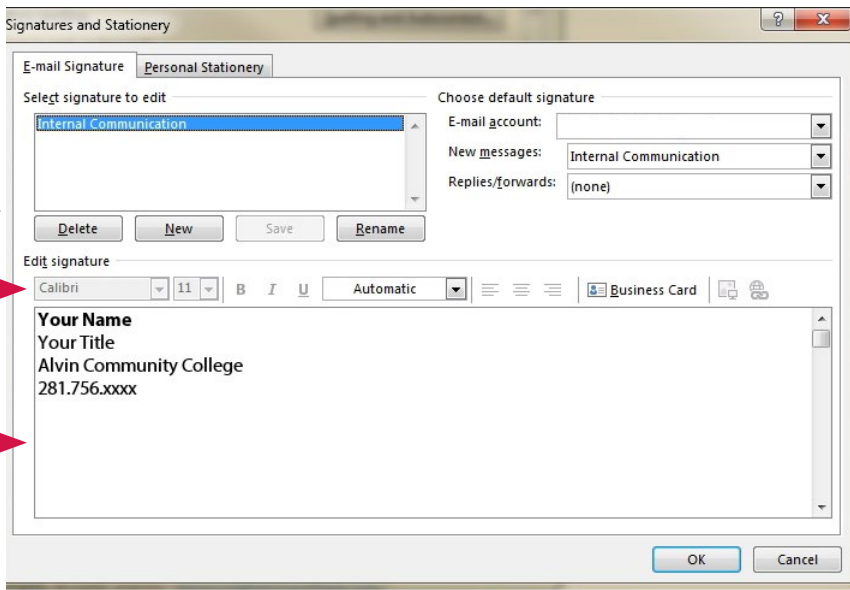 Signatures and Stationery
E-mail Signature Personal Stationery
Select signature to edit
Internal Communication
Delete New Save Rename
Choose default signature
E-mail account:
New messages: Internal Communication
Replies/forwards: (none)
Edit signature
Calibri 11 B I U Automatic Business Card
Your Name
Your Title
Alvin Community College
281.756.xxxx
OK Cancel